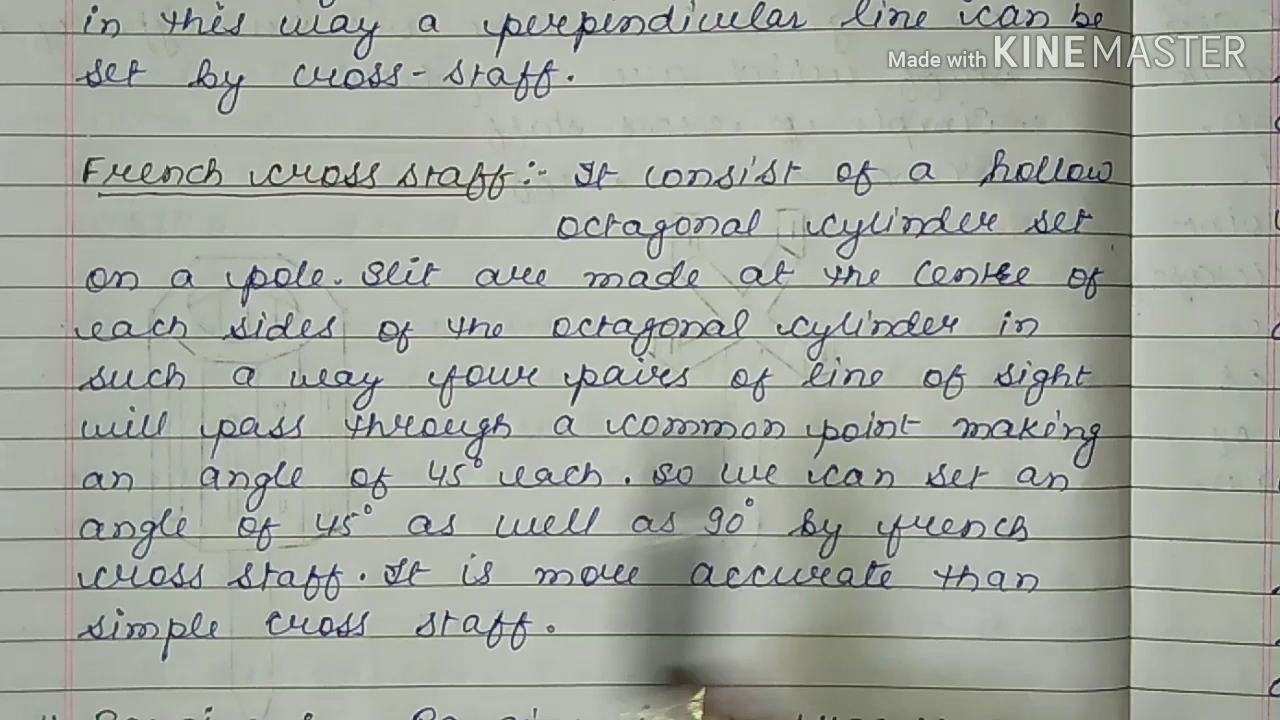 in this way a perpendicular line can be
set by cross-staff.
Made with KINEMASTER
French cross staff:- It consist of a hollow
octagonal cylinder set
on a pole. Slit are made at the centre of
each sides of the octagonal cylinder in
such a way four pairs of line of sight
will pass through a common point making
an angle of 45° each. so we can set an
angle of 45° as well as 90° by french
cross staff. It is more accurate than
simple cross staff.